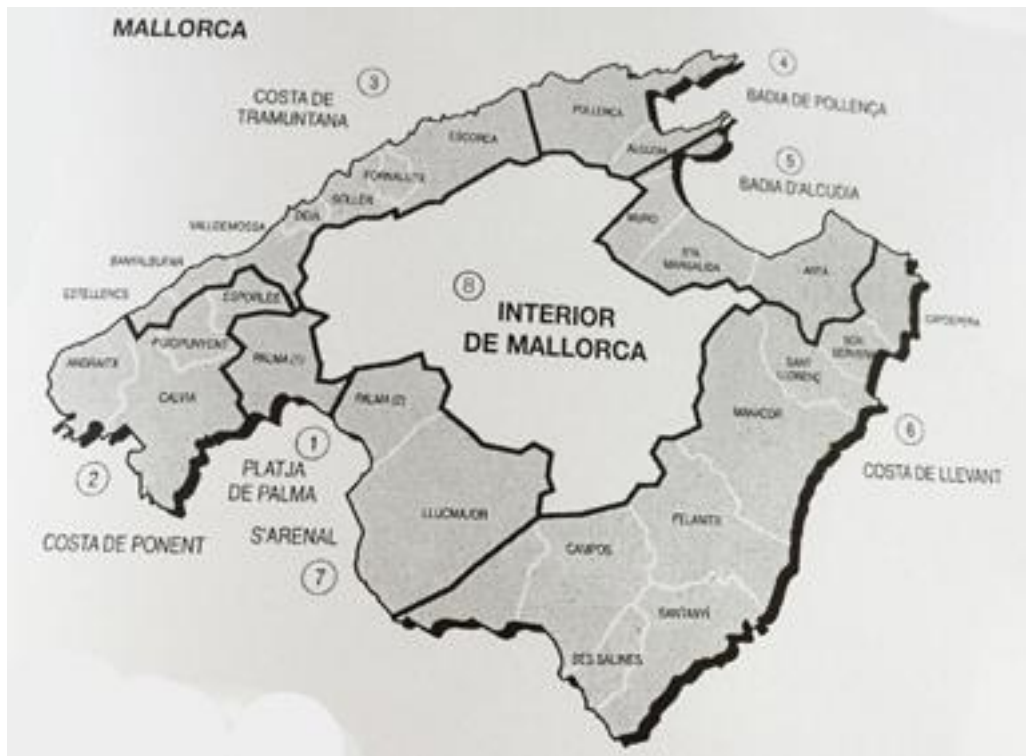 MALLORCA
3
COSTA DE
TRAMUNTANA
4
BADIA DE POLLENÇA
5
BADIA D'ALCUDIA
POLLENÇA
ESCORCA
ALCUDIA
FORNALUTX
SOLLER
DEIA
VALLDEMOSSA
BANYALBUFAR
ESTELLENCS
ESPORLES
PUIGPUNYENT
ANDRAITX
CALVIA
PALMA (1)
PALMA (2)
MURO
STA.
MARGALIDA
ARTA
CAPDEPERA
SON
SERVERA
SANT
LLORENÇ
MANACOR
8
INTERIOR
DE MALLORCA
6
COSTA DE LLEVANT
1
PLATJA
DE PALMA
2
COSTA DE PONENT
S'ARENAL
7
LLUCMAJOR
FELANITX
CAMPOS
SANTANYÍ
SES SALINES